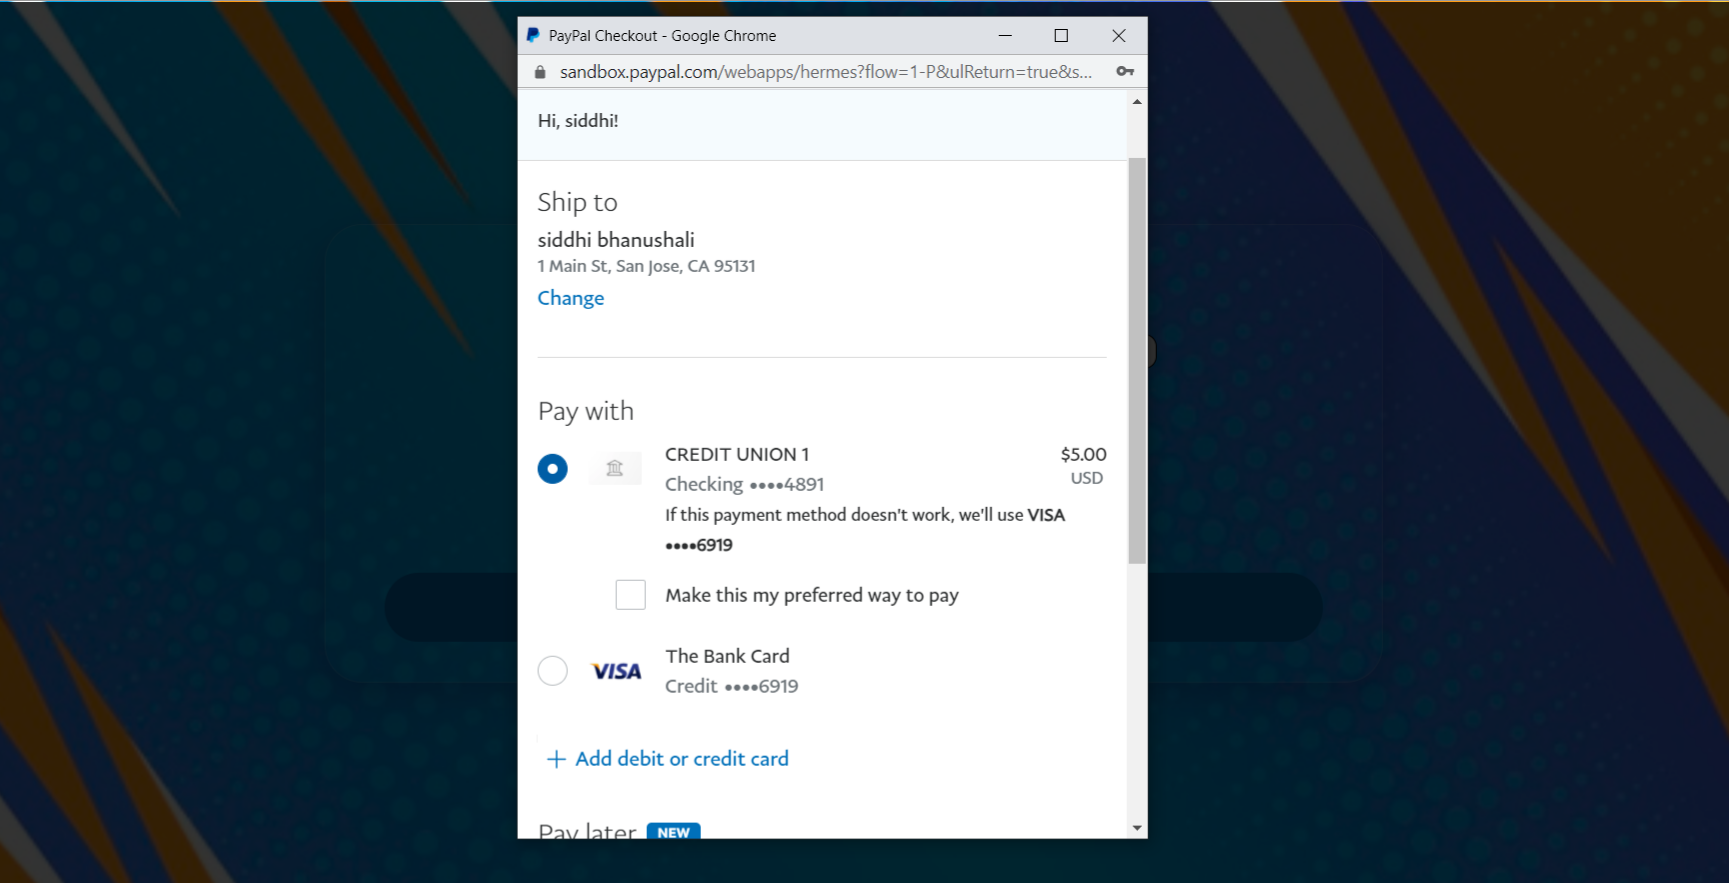 PayPal Checkout - Google Chrome
sandbox.paypal.com/webapps/hermes?flow=1-P&ulReturn=true&s...
Hi, siddhi!
Ship to
siddhi bhanushali
1 Main St, San Jose, CA 95131
Change
Pay with
CREDIT UNION 1
$5.00
Checking ••••4891
USD
If this payment method doesn't work, we'll use VISA
••••6919
Make this my preferred way to pay
VISA
The Bank Card
Credit ••••6919
+ Add debit or credit card
Pay later NEW